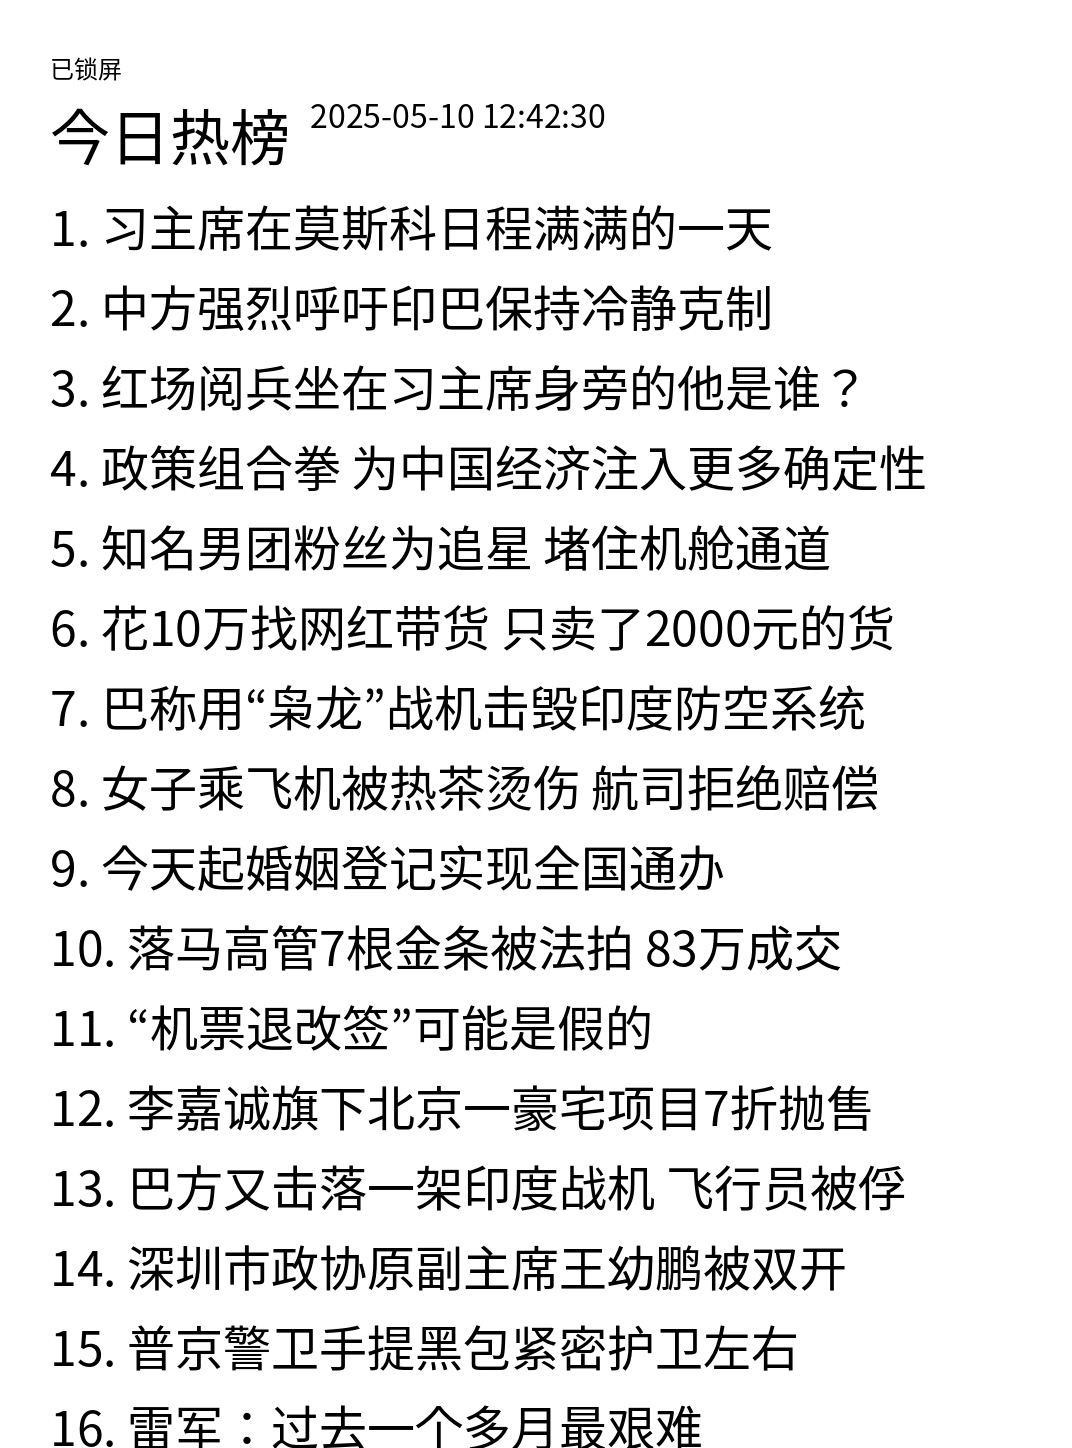 已锁屏
今日热榜 2025-05-10 12:42:30
1. 习主席在莫斯科日程满满的一天
2. 中方强烈呼吁印巴保持冷静克制
3. 红场阅兵坐在习主席身旁的他是谁？
4. 政策组合拳 为中国经济注入更多确定性
5. 知名男团粉丝为追星 堵住机舱通道
6. 花10万找网红带货 只卖了2000元的货
7. 巴称用“枭龙”战机击毁印度防空系统
8. 女子乘飞机被热茶烫伤 航司拒绝赔偿
9. 今天起婚姻登记实现全国通办
10. 落马高管7根金条被法拍 83万成交
11. “机票退改签”可能是假的
12. 李嘉诚旗下北京一豪宅项目7折抛售
13. 巴方又击落一架印度战机 飞行员被俘
14. 深圳市政协原副主席王幼鹏被双开
15. 普京警卫手提黑包紧密护卫左右
16. 雷军：过去一个多月最艰难